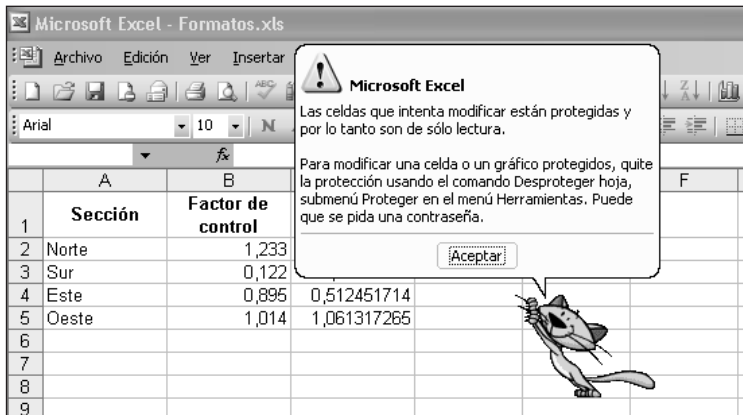 Microsoft Excel - Formatos.xls
Archivo Edición Ver Insertar
ABC
Arial 10 N
fx
A B F
1 Sección Factor de control
2 Norte 1,233
3 Sur 0,122
4 Este 0,895 0,512451714
5 Oeste 1,014 1,061317265
6
7
8
9
Microsoft Excel
Las celdas que intenta modificar están protegidas y
por lo tanto son de sólo lectura.
Para modificar una celda o un gráfico protegidos, quite
la protección usando el comando Desproteger hoja,
submenú Proteger en el menú Herramientas. Puede
que se pida una contraseña.
Aceptar